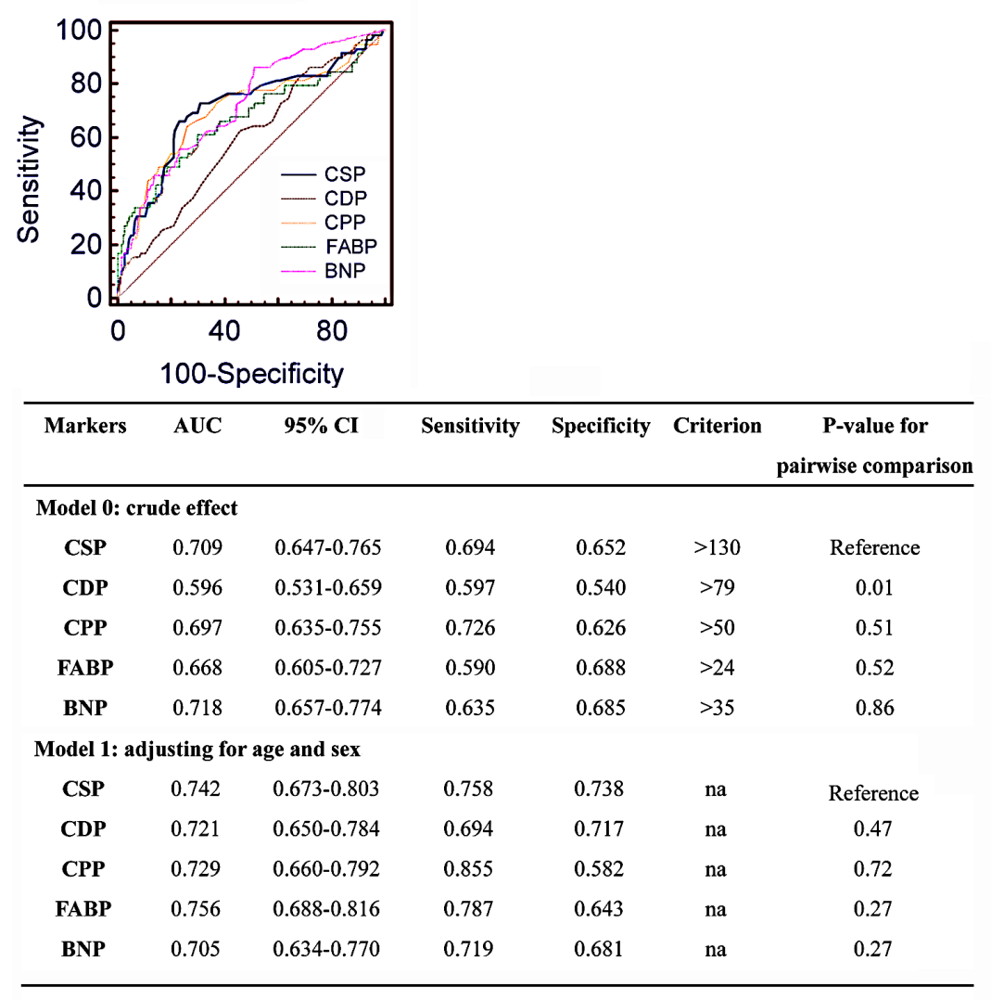 100
80
60
40
20
0
Sensitivity
CSP
CDP
CPP
FABP
BNP
0 40 80
100-Specificity
Markers AUC 95% CI Sensitivity Specificity Criterion P-value for
pairwise comparison
Model 0: crude effect
CSP 0.709 0.647-0.765 0.694 0.652 >130 Reference
CDP 0.596 0.531-0.659 0.597 0.540 >79 0.01
CPP 0.697 0.635-0.755 0.726 0.626 >50 0.51
FABP 0.668 0.605-0.727 0.590 0.688 >24 0.52
BNP 0.718 0.657-0.774 0.635 0.685 >35 0.86
Model 1: adjusting for age and sex
CSP 0.742 0.673-0.803 0.758 0.738 na Reference
CDP 0.721 0.650-0.784 0.694 0.717 na 0.47
CPP 0.729 0.660-0.792 0.855 0.582 na 0.72
FABP 0.756 0.688-0.816 0.787 0.643 na 0.27
BNP 0.705 0.634-0.770 0.719 0.681 na 0.27